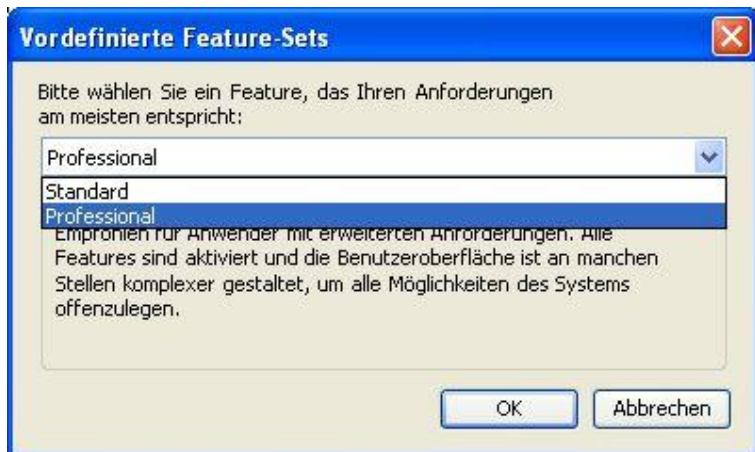 Vordefinierte Feature-Sets
Bitte wählen Sie ein Feature, das Ihren Anforderungen
am meisten entspricht:
Professional
Standard
Professional
Empfohlen für Anwender mit erweiterten Anforderungen. Alle
Features sind aktiviert und die Benutzeroberfläche ist an manchen
Stellen komplexer gestaltet, um alle Möglichkeiten des Systems
offenzulegen.
OK
Abbrechen